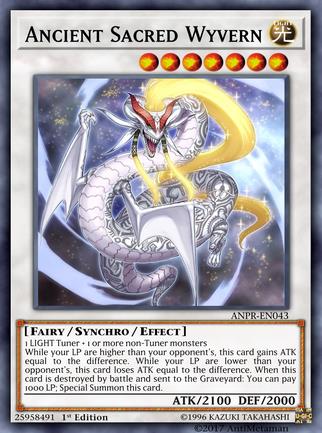 ANCIENT SACRED WYVERN
LIGHT
光
ANPR-EN043
[FAIRY / SYNCHRO / EFFECT]
1 LIGHT Tuner + 1 or more non-Tuner monsters
While your LP are higher than your opponent's, this card gains ATK
equal to the difference. While your LP are lower than your
opponent's, this card loses ATK equal to the difference. When this
card is destroyed by battle and sent to the Graveyard: You can pay
1000 LP; Special Summon this card.
ATK/2100 DEF/2000
25958491 1st Edition ©1996 KAZUKI TAKAHASHI
©2017 AntiMetaman